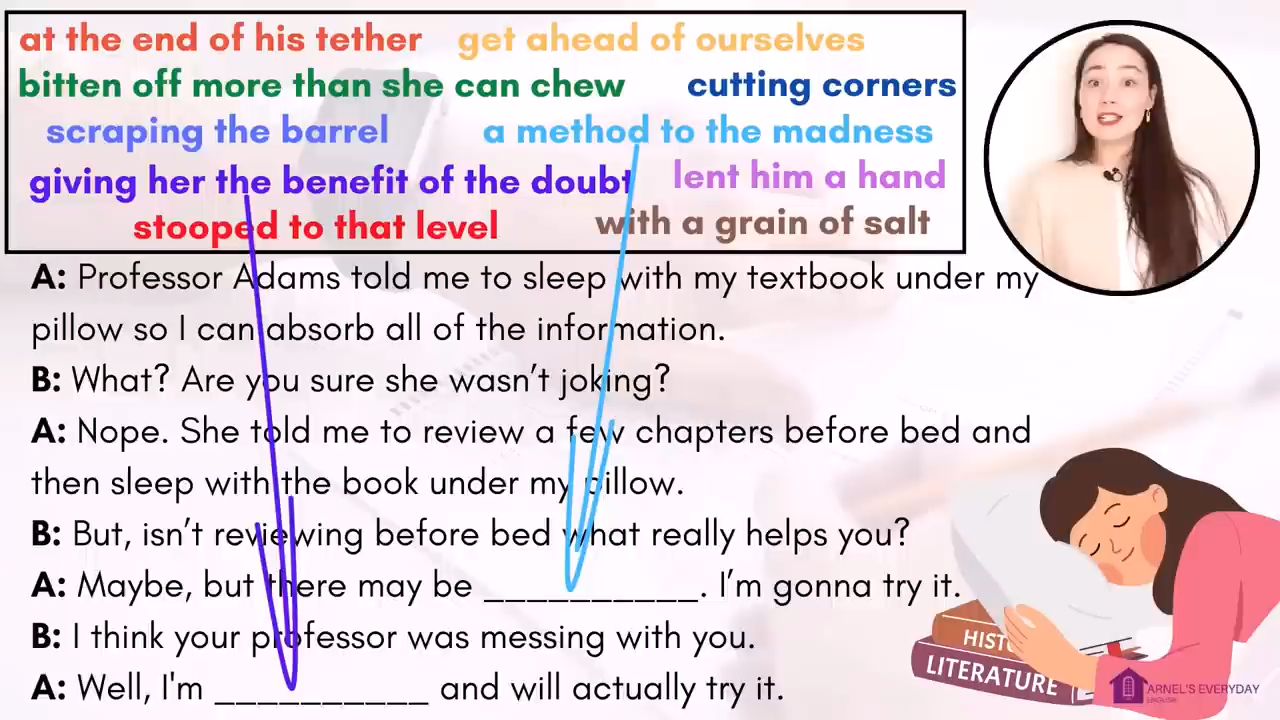 at the end of his tether get ahead of ourselves
bitten off more than she can chew cutting corners
scraping the barrel a method to the madness
giving her the benefit of the doubt lent him a hand
stooped to that level with a grain of salt
A: Professor Adams told me to sleep with my textbook under my
pillow so I can absorb all of the information.
B: What? Are you sure she wasn’t joking?
A: Nope. She told me to review a few chapters before bed and
then sleep with the book under my pillow.
B: But, isn’t reviewing before bed what really helps you?
A: Maybe, but there may be __________. I’m gonna try it.
B: I think your professor was messing with you.
A: Well, I'm __________ and will actually try it.
LITERATURE
ARNEL'S EVERYDAY
ENGLISH